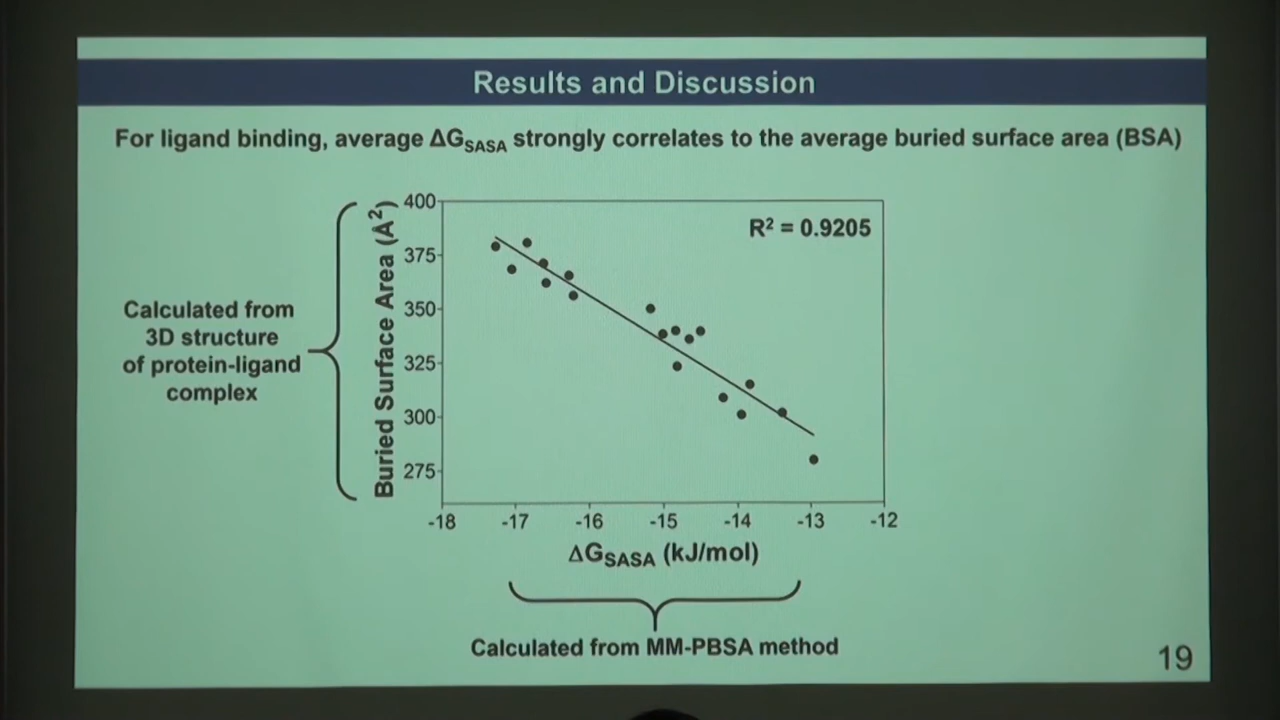 Results and Discussion
For ligand binding, average ΔG_SASA strongly correlates to the average buried surface area (BSA)
Calculated from
3D structure
of protein-ligand
complex
Buried Surface Area (Å²)
400
375
350
325
300
275
R² = 0.9205
-18 -17 -16 -15 -14 -13 -12
ΔG_SASA (kJ/mol)
Calculated from MM-PBSA method
19